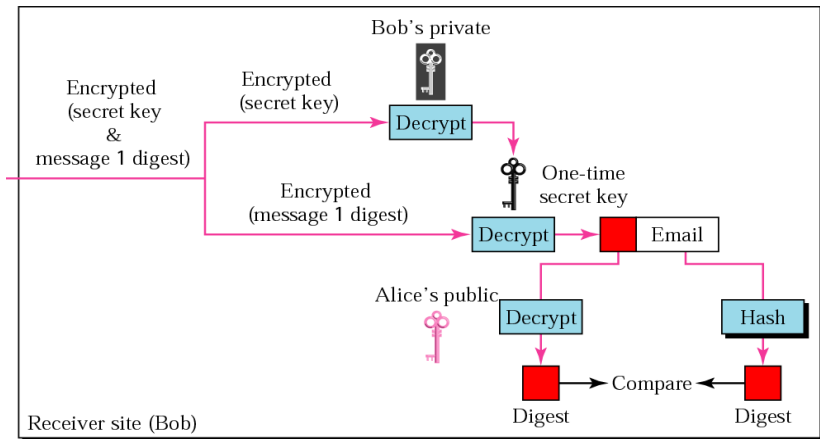 Bob's private
Encrypted
(secret key
&
message 1 digest)
Encrypted
(secret key)
Decrypt
One-time
secret key
Encrypted
(message 1 digest)
Decrypt
Email
Alice's public
Decrypt
Hash
Compare
Digest
Digest
Receiver site (Bob)